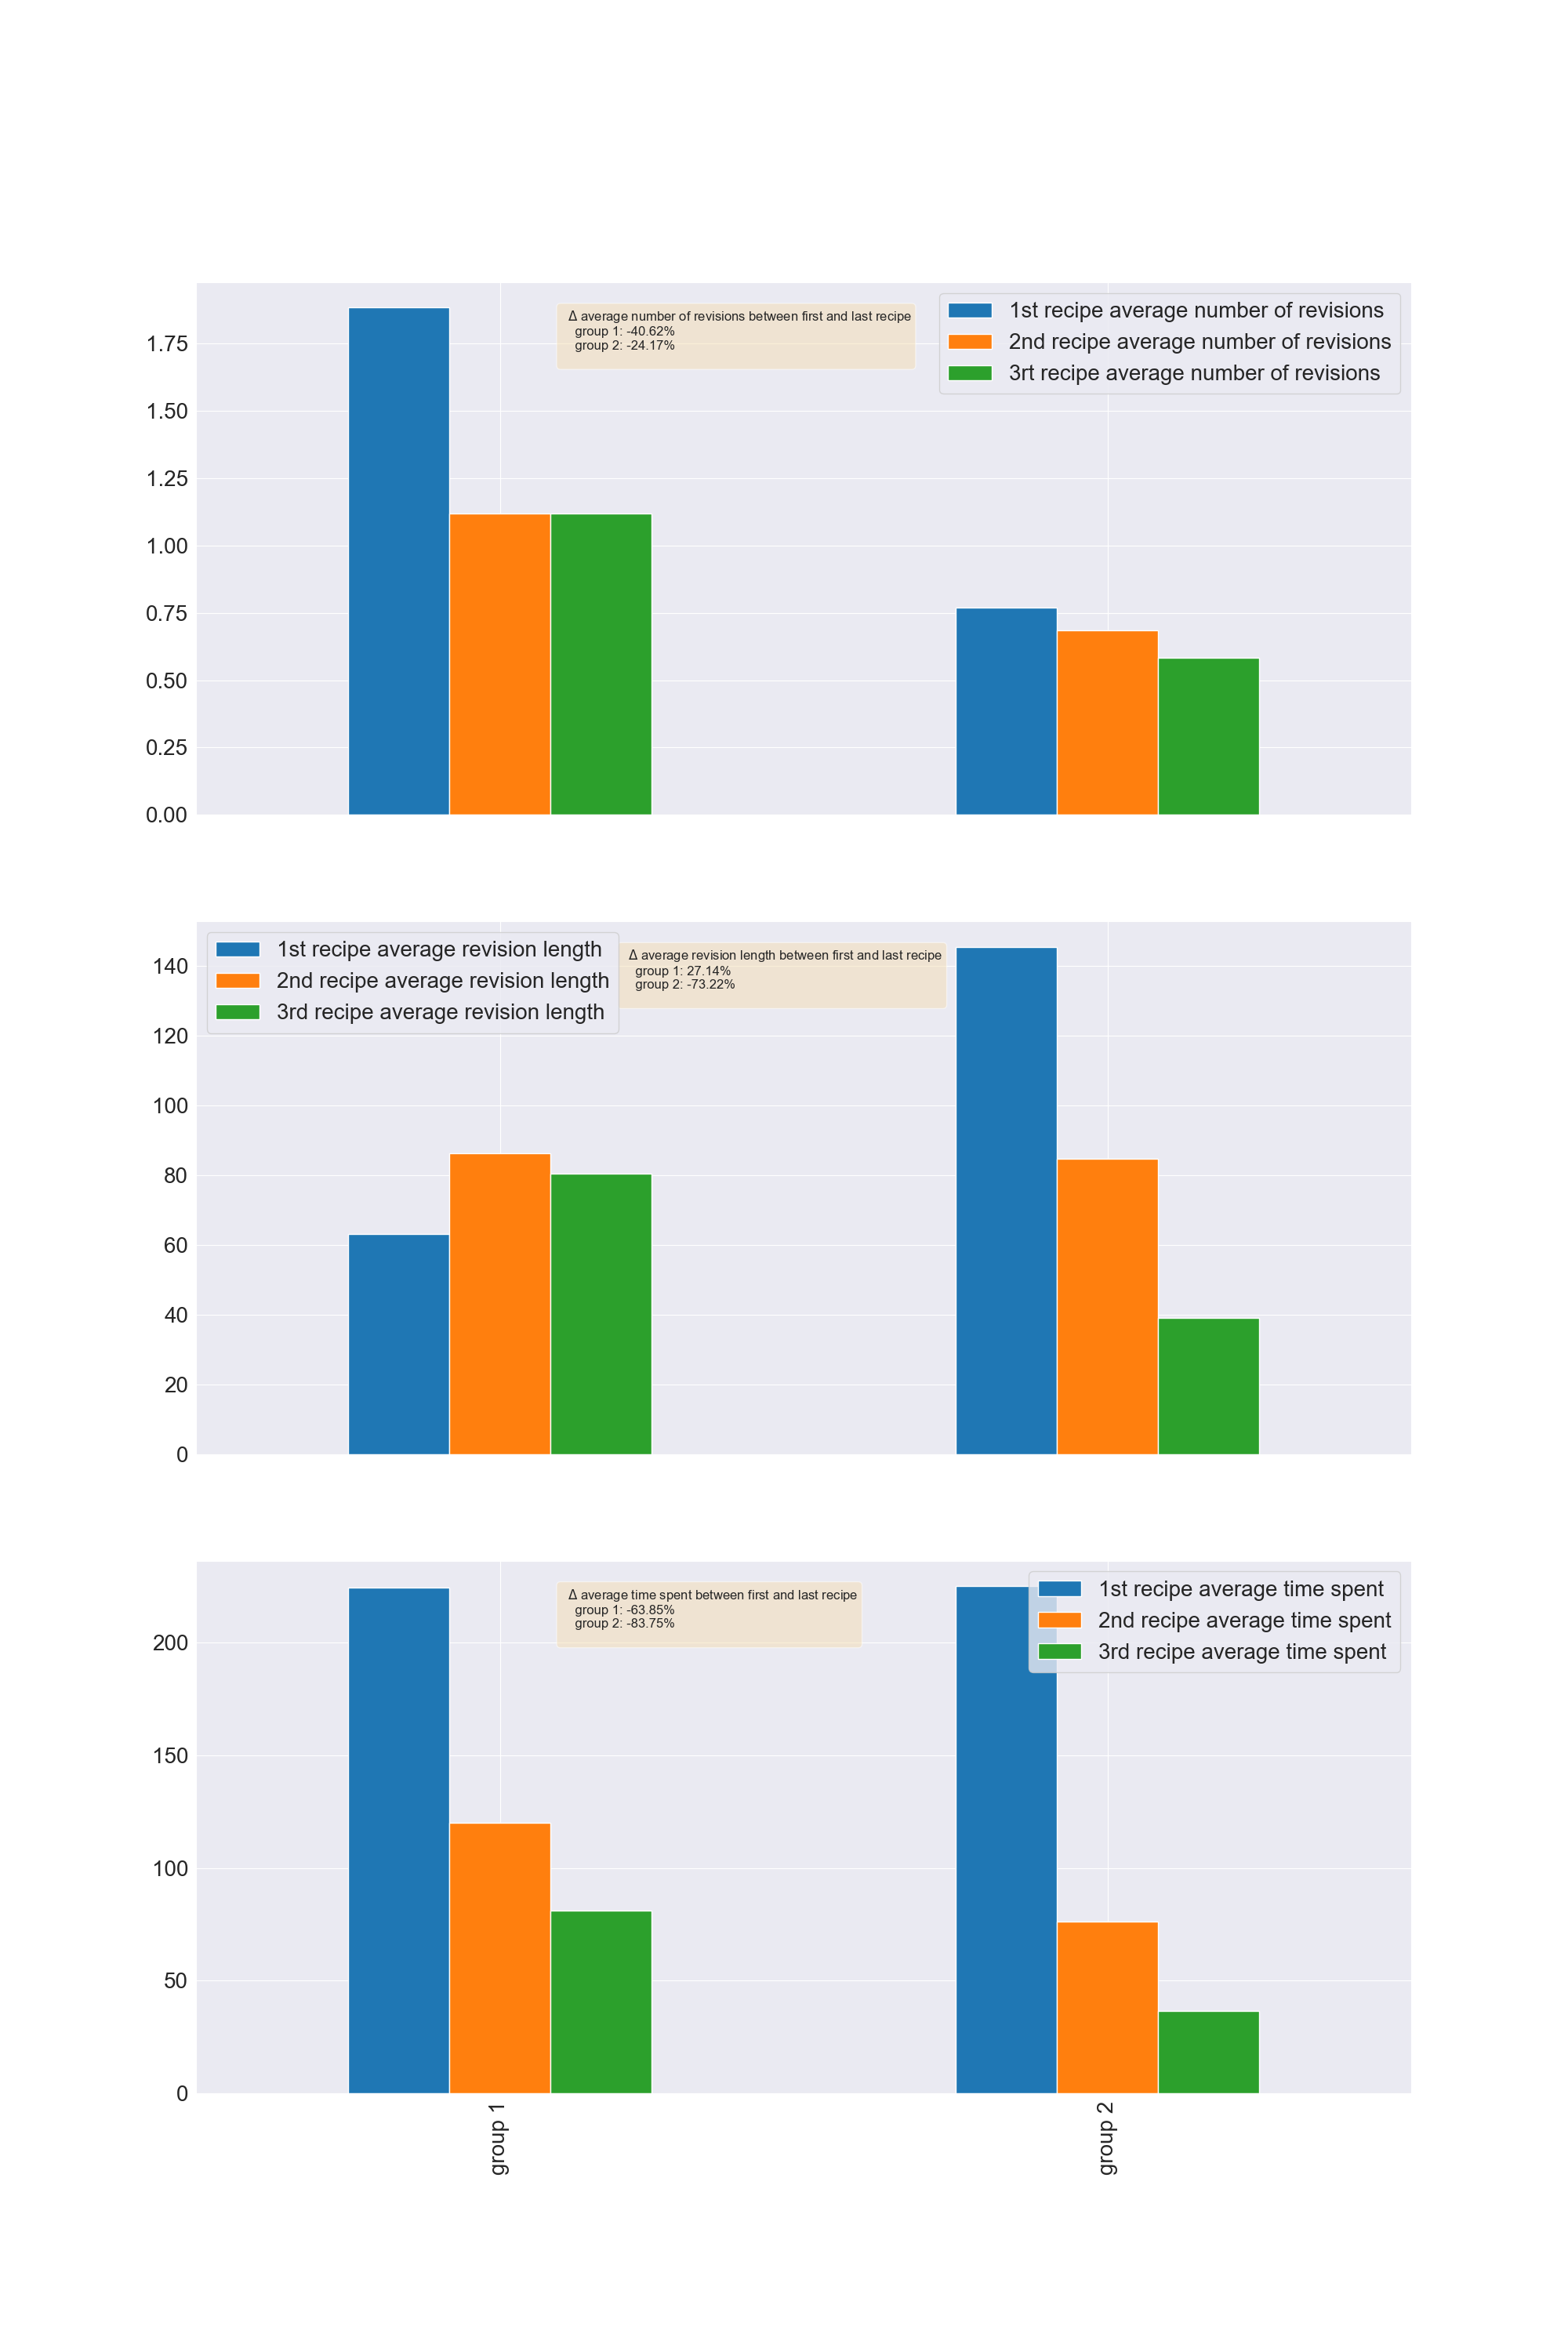 Δ average number of revisions between first and last recipe
group 1: -40.62%
group 2: -24.17%
1st recipe average number of revisions
2nd recipe average number of revisions
3rt recipe average number of revisions
1.75
1.50
1.25
1.00
0.75
0.50
0.25
0.00
1st recipe average revision length
2nd recipe average revision length
3rd recipe average revision length
Δ average revision length between first and last recipe
group 1: 27.14%
group 2: -73.22%
140
120
100
80
60
40
20
0
Δ average time spent between first and last recipe
group 1: -63.85%
group 2: -83.75%
1st recipe average time spent
2nd recipe average time spent
3rd recipe average time spent
200
150
100
50
0
group 1
group 2